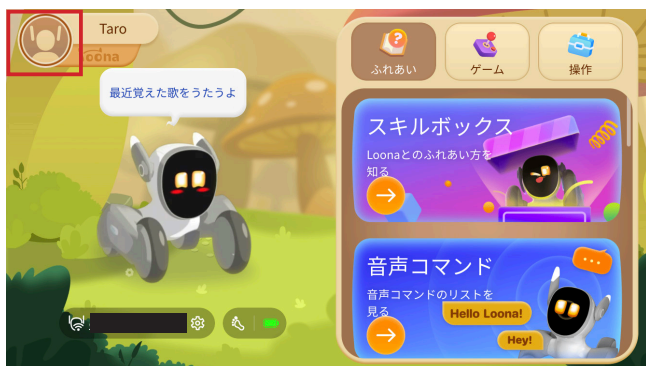 Taro
Loona
最近覚えた歌をうたうよ
ふれあい
ゲーム
操作
スキルボックス
Loonaとのふれあい方を
知る
音声コマンド
音声コマンドのリストを
見る
Hello Loona!
Hey!